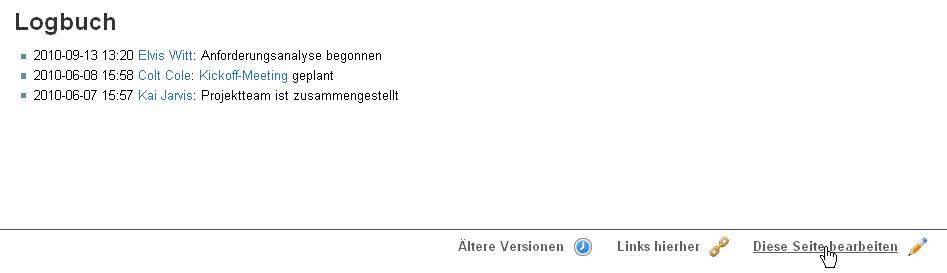 Logbuch
2010-09-13 13:20 Elvis Witt: Anforderungsanalyse begonnen
2010-06-08 15:58 Colt Cole: Kickoff-Meeting geplant
2010-06-07 15:57 Kai Jarvis: Projektteam ist zusammengestellt
Ältere Versionen Links hierher Diese Seite bearbeiten